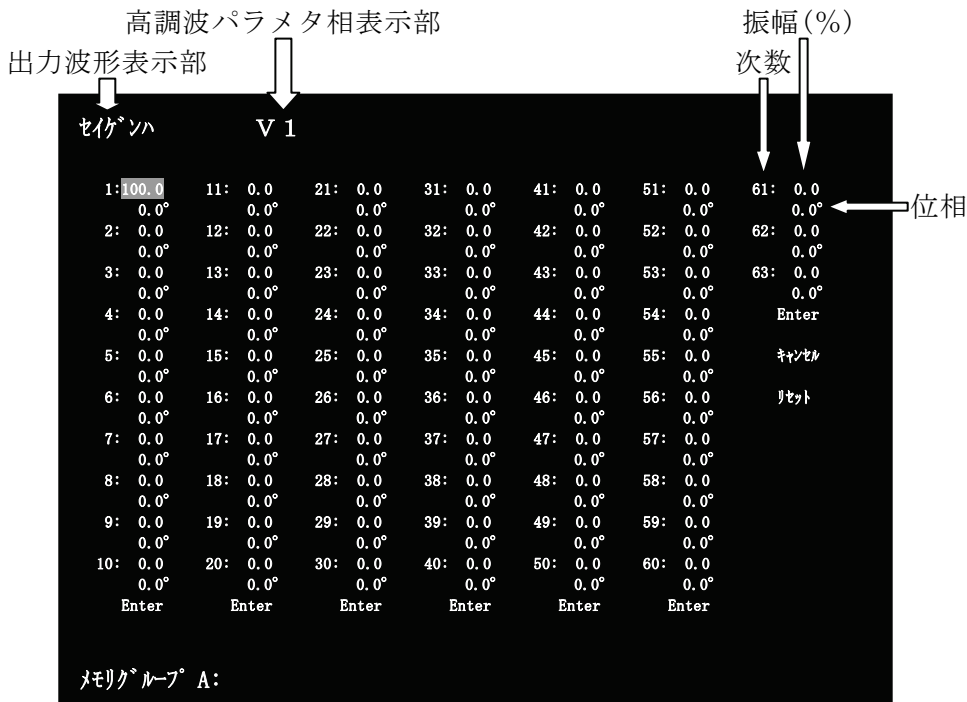 高調波パラメタ相表示部
振幅(%)
出力波形表示部
次数
ｾｲｹﾞﾝﾊ V1
1:100.0 11: 0.0 21: 0.0 31: 0.0 41: 0.0 51: 0.0 61: 0.0
0.0° 0.0° 0.0° 0.0° 0.0° 0.0° 0.0° 位相
2: 0.0 12: 0.0 22: 0.0 32: 0.0 42: 0.0 52: 0.0 62: 0.0
0.0° 0.0° 0.0° 0.0° 0.0° 0.0° 0.0°
3: 0.0 13: 0.0 23: 0.0 33: 0.0 43: 0.0 53: 0.0 63: 0.0
0.0° 0.0° 0.0° 0.0° 0.0° 0.0° 0.0°
4: 0.0 14: 0.0 24: 0.0 34: 0.0 44: 0.0 54: 0.0 Enter
0.0° 0.0° 0.0° 0.0° 0.0° 0.0°
5: 0.0 15: 0.0 25: 0.0 35: 0.0 45: 0.0 55: 0.0 ｷｬﾝｾﾙ
0.0° 0.0° 0.0° 0.0° 0.0° 0.0°
6: 0.0 16: 0.0 26: 0.0 36: 0.0 46: 0.0 56: 0.0 ﾘｾｯﾄ
0.0° 0.0° 0.0° 0.0° 0.0° 0.0°
7: 0.0 17: 0.0 27: 0.0 37: 0.0 47: 0.0 57: 0.0
0.0° 0.0° 0.0° 0.0° 0.0° 0.0°
8: 0.0 18: 0.0 28: 0.0 38: 0.0 48: 0.0 58: 0.0
0.0° 0.0° 0.0° 0.0° 0.0° 0.0°
9: 0.0 19: 0.0 29: 0.0 39: 0.0 49: 0.0 59: 0.0
0.0° 0.0° 0.0° 0.0° 0.0° 0.0°
10: 0.0 20: 0.0 30: 0.0 40: 0.0 50: 0.0 60: 0.0
0.0° 0.0° 0.0° 0.0° 0.0° 0.0°
Enter Enter Enter Enter Enter Enter
ﾒﾓﾘｸﾞﾙｰﾌﾟ A: